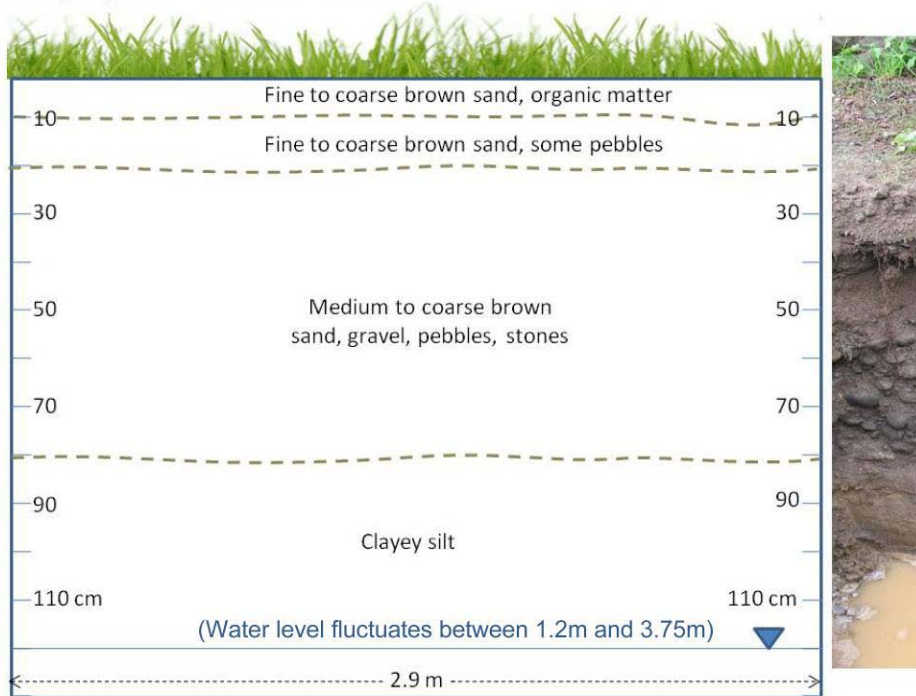 Fine to coarse brown sand, organic matter
10 10
Fine to coarse brown sand, some pebbles
30 30
50 50
Medium to coarse brown
sand, gravel, pebbles, stones
70 70
90 90
Clayey silt
110 cm 110 cm
(Water level fluctuates between 1.2m and 3.75m)
2.9 m